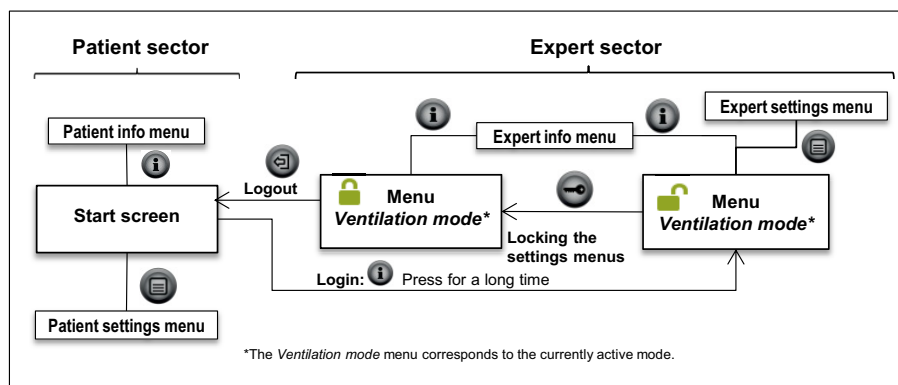 Patient sector
Expert sector
Expert settings menu
Patient info menu
Expert info menu
Logout
Start screen
Menu
Ventilation mode*
Menu
Ventilation mode*
Locking the
settings menus
Login: Press for a long time
Patient settings menu
*The Ventilation mode menu corresponds to the currently active mode.